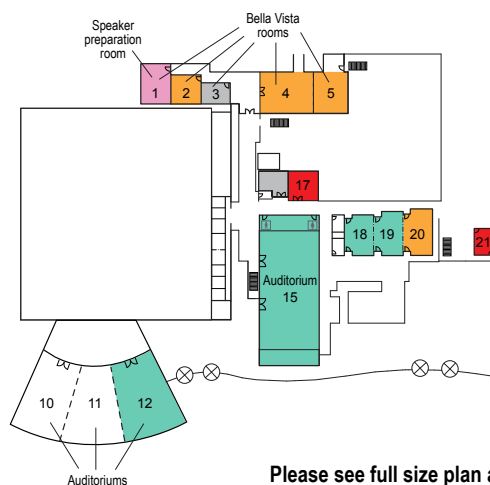 Speaker
preparation
room
Bella Vista
rooms
1
2
3
4
5
17
18
19
20
21
Auditorium
15
10
11
12
Auditoriums
Please see full size plan a